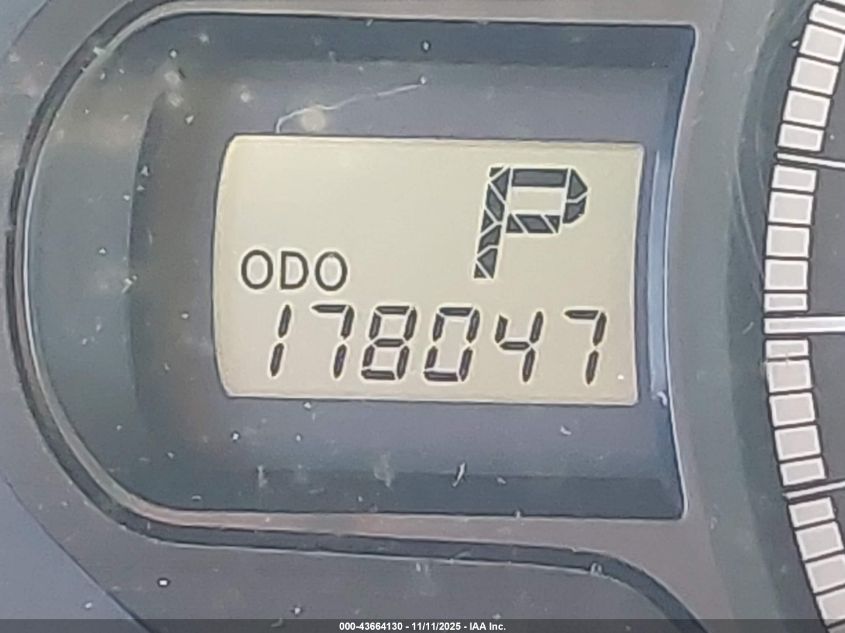 P
ODO
178047
000-43664130 - 11/11/2025 - IAA Inc.